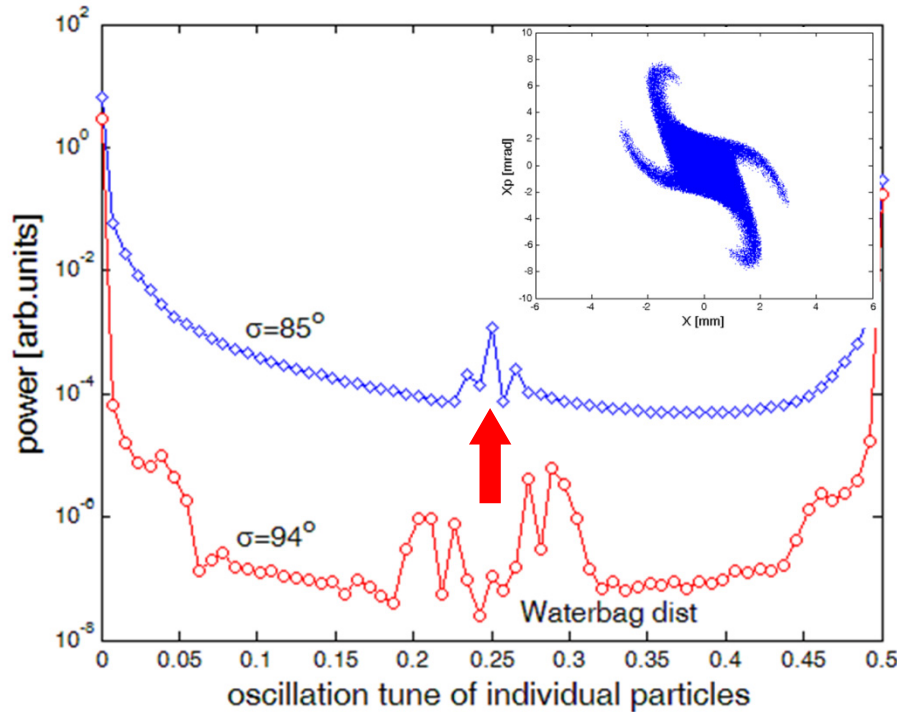 10^2
10^0
10^-2
10^-4
10^-6
10^-8
power [arb.units]
0 0.05 0.1 0.15 0.2 0.25 0.3 0.35 0.4 0.45 0.5
oscillation tune of individual particles
σ=85°
σ=94°
Waterbag dist
10
8
6
4
2
0
-2
-4
-6
-8
-10
Xp [mrad]
-6 -4 -2 0 2 4 6
X [mm]